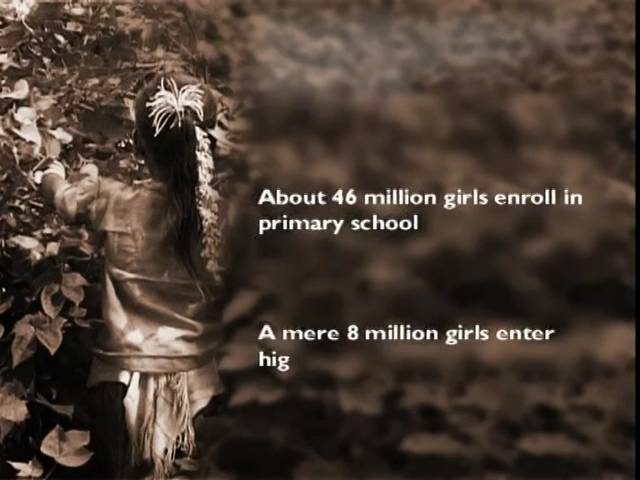 About 46 million girls enroll in
primary school
A mere 8 million girls enter
hig